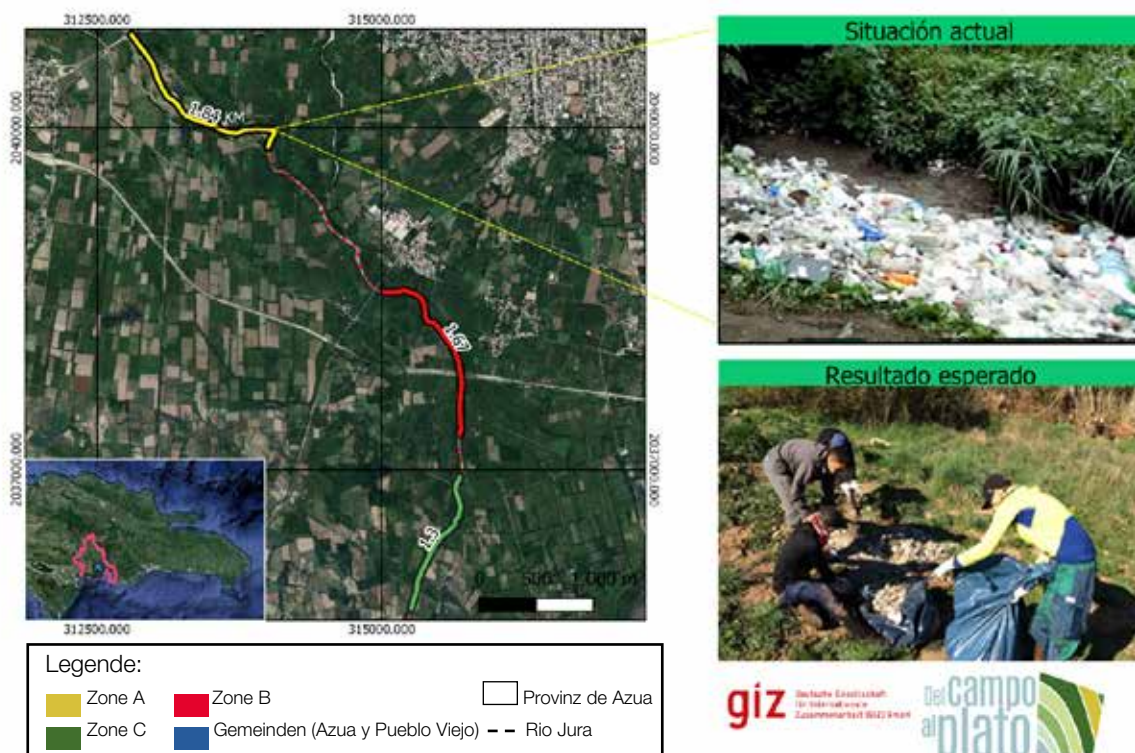 312500.000 315000.000
Situación actual
2040000.000
1.84 KM
2040000.000
1.67
Resultado esperado
2037000.000
2037000.000
1.3
0 500 1.000 m
312500.000 315000.000
Legende:
Zone A Zone B Provinz de Azua
Zone C Gemeinden (Azua y Pueblo Viejo) Rio Jura
giz
Deutsche Gesellschaft
für Internationale
Zusammenarbeit (GIZ) GmbH
Del campo
al plato